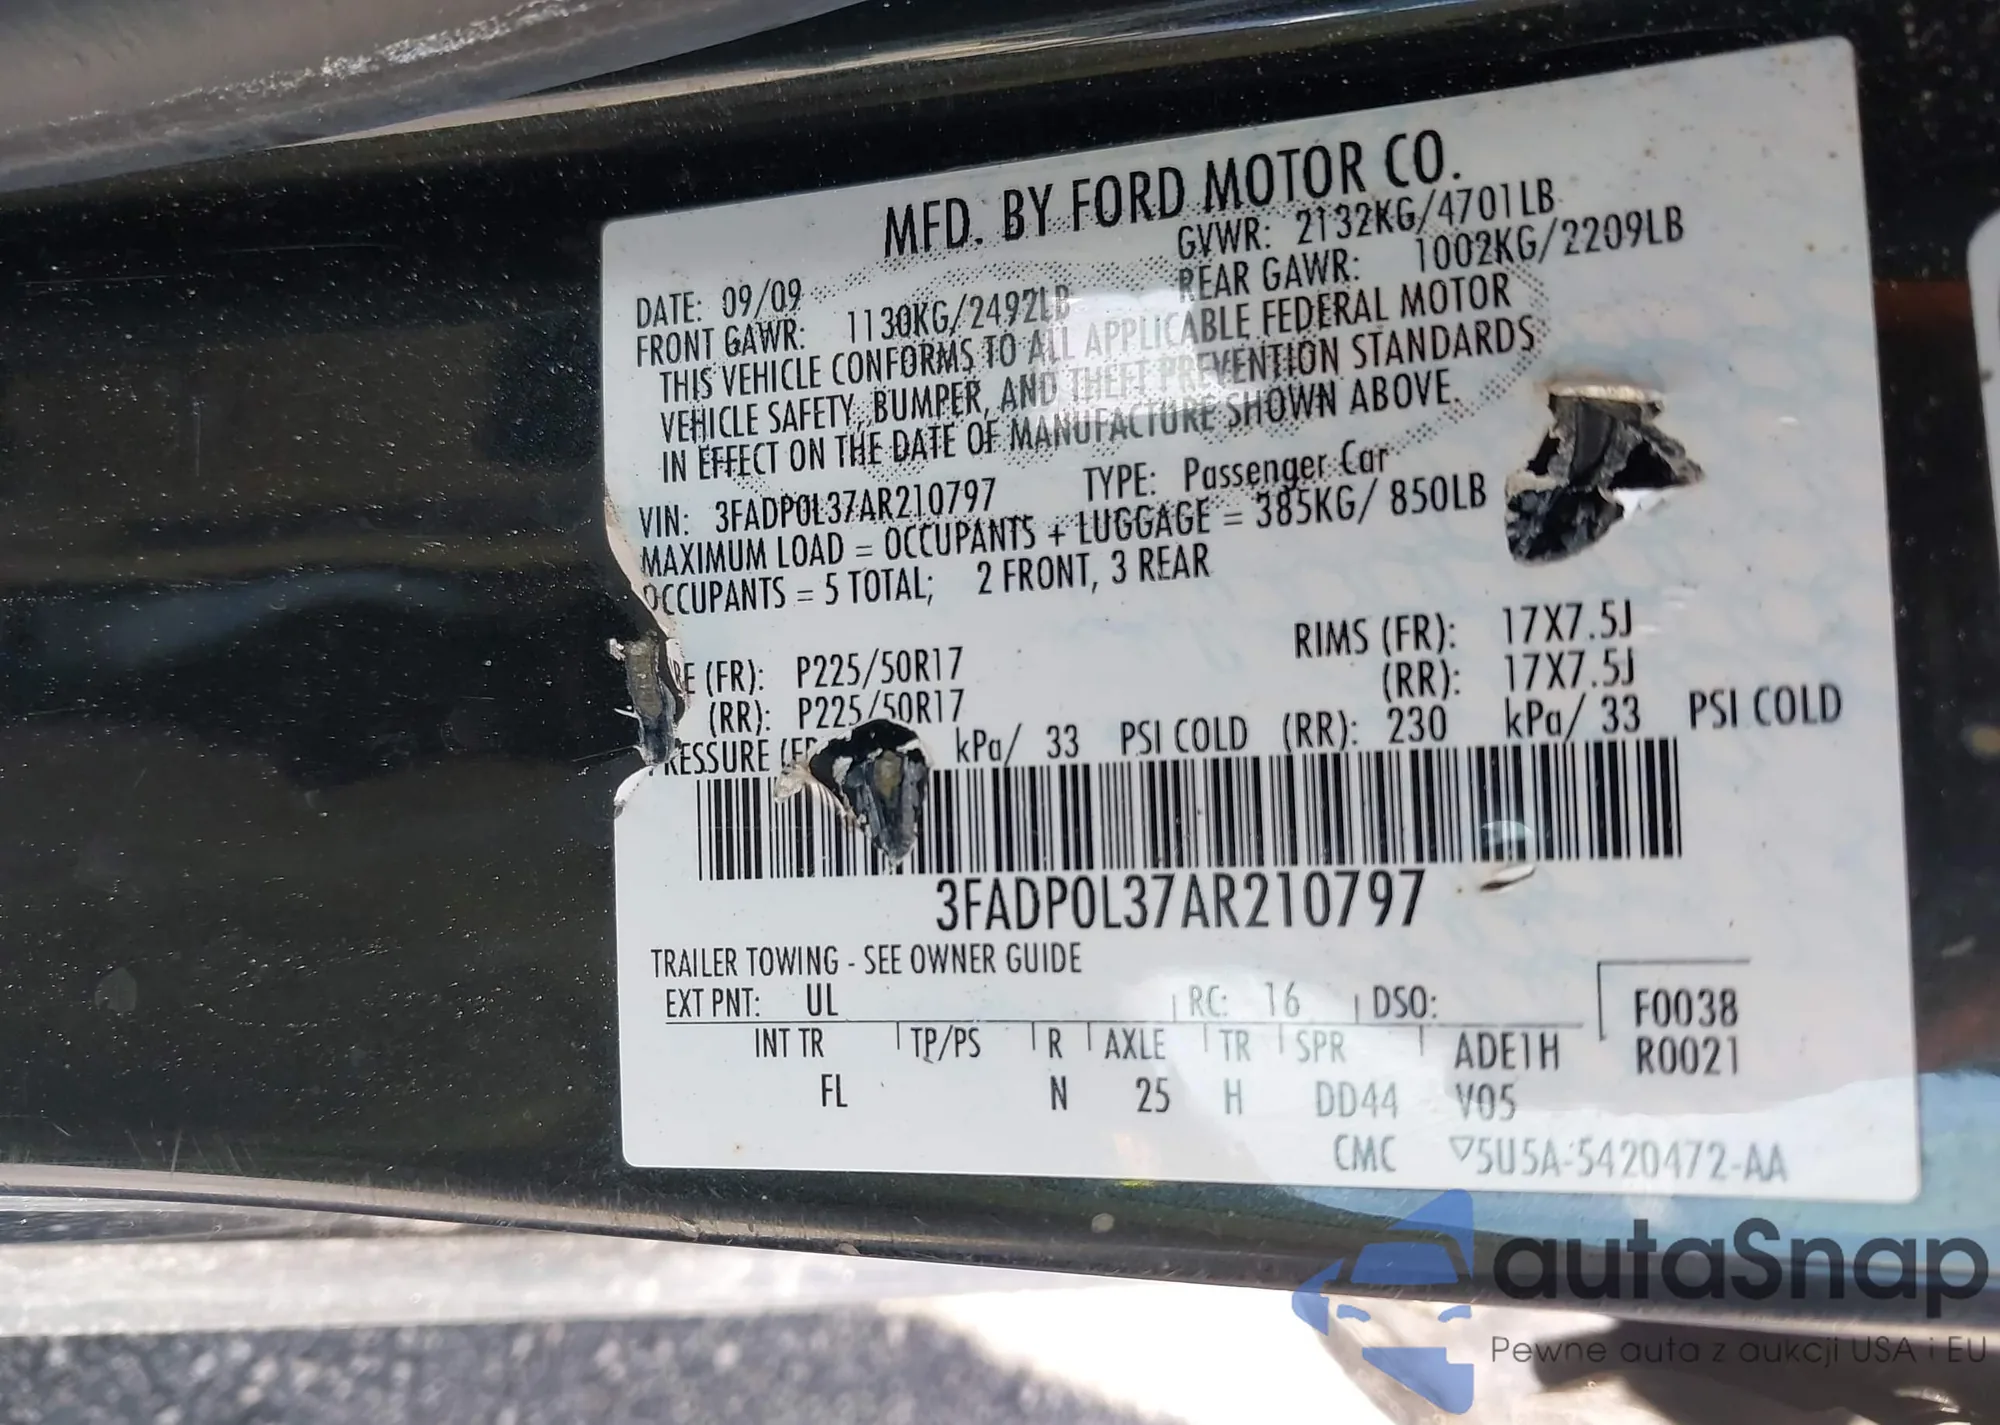 MFD. BY FORD MOTOR CO.
DATE: 09/09 GVWR: 2132KG/4701LB
FRONT GAWR: 1130KG/2492LB REAR GAWR: 1002KG/2209LB
THIS VEHICLE CONFORMS TO ALL APPLICABLE FEDERAL MOTOR
VEHICLE SAFETY, BUMPER, AND THEFT PREVENTION STANDARDS
IN EFFECT ON THE DATE OF MANUFACTURE SHOWN ABOVE.
VIN: 3FADP0L37AR210797 TYPE: Passenger Car
MAXIMUM LOAD = OCCUPANTS + LUGGAGE = 385KG/ 850LB
OCCUPANTS = 5 TOTAL; 2 FRONT, 3 REAR
(FR): P225/50R17 RIMS (FR): 17X7.5J
(RR): P225/50R17 (RR): 17X7.5J
PRESSURE kPa/ 33 PSI COLD (RR): 230 kPa/ 33 PSI COLD
3FADP0L37AR210797
TRAILER TOWING - SEE OWNER GUIDE
EXT PNT: UL RC: 16 DSO: F0038
INT TR TP/PS R AXLE TR SPR ADE1H R0021
FL N 25 H DD44 V05
CMC ▽5U5A-5420472-AA
autaSnap
Pewne auta z aukcji USA i EU